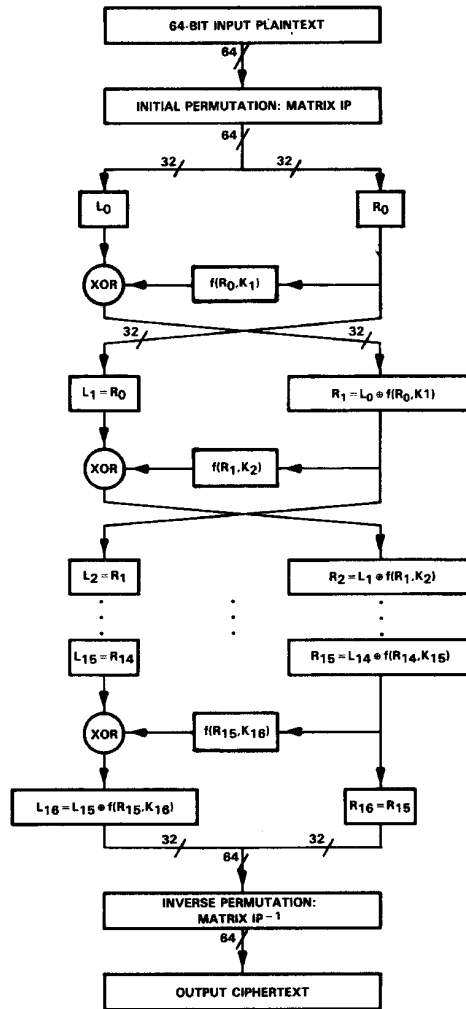 64-BIT INPUT PLAINTEXT
64
INITIAL PERMUTATION: MATRIX IP
64
32 32
L0 R0
XOR f(R0,K1)
32 32
L1 = R0 R1 = L0 ⊕ f(R0,K1)
XOR f(R1,K2)
L2 = R1 R2 = L1 ⊕ f(R1,K2)
L15 = R14 R15 = L14 ⊕ f(R14,K15)
XOR f(R15,K16)
L16 = L15 ⊕ f(R15,K16) R16 = R15
32 32
64
INVERSE PERMUTATION:
MATRIX IP-1
64
OUTPUT CIPHERTEXT